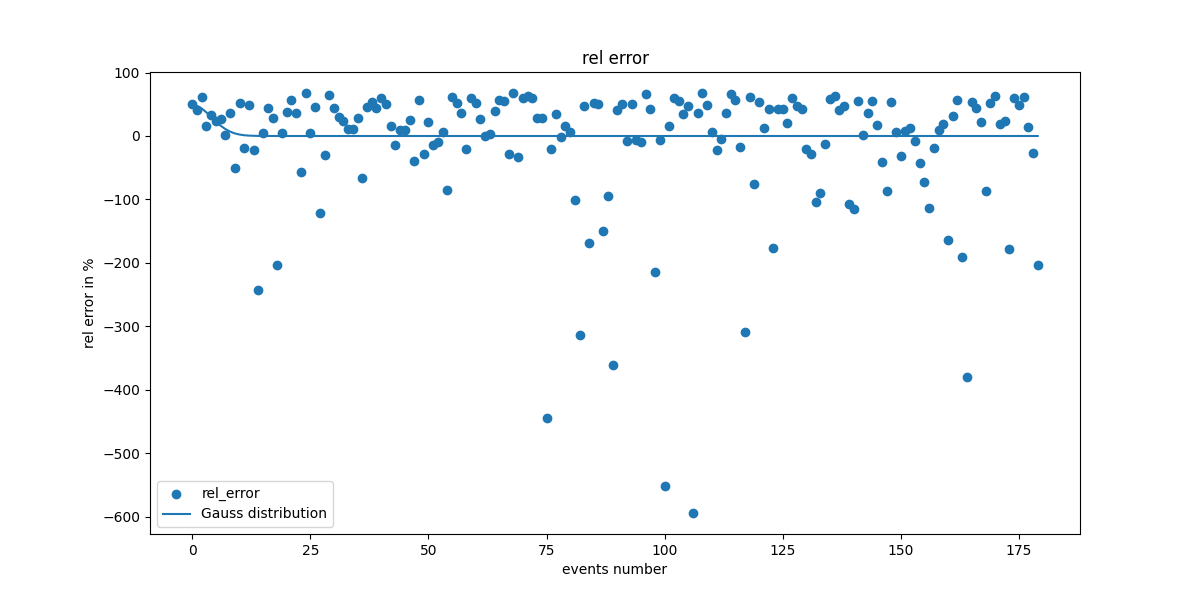 rel error
100
0
−100
−200
−300
−400
−500
−600
rel error in %
rel_error
Gauss distribution
0 25 50 75 100 125 150 175
events number